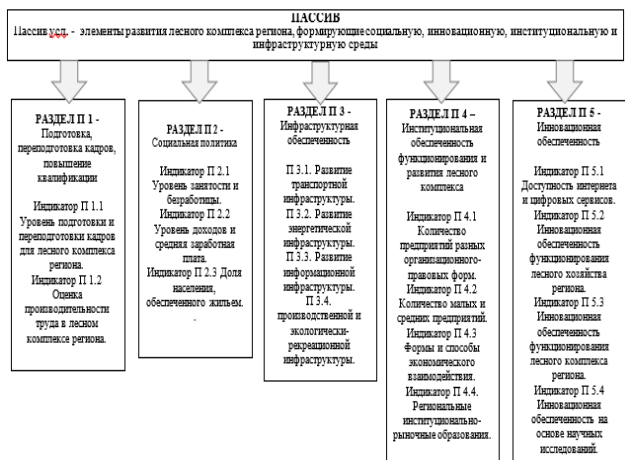 ПАССИВ
Пассив усл. - элементы развития лесного комплекса региона, формирующие социальную, инновационную, институциональную и
инфраструктурную среды
РАЗДЕЛ П 1 -
Подготовка,
переподготовка кадров,
повышение
квалификации
Индикатор П 1.1
Уровень подготовки и
переподготовки кадров
для лесного комплекса
региона.
Индикатор П 1.2
Оценка
производительности
труда в лесном
комплексе региона.
РАЗДЕЛ П 2 -
Социальная политика
Индикатор П 2.1
Уровень занятости и
безработицы.
Индикатор П 2.2
Уровень доходов и
средняя заработная
плата.
Индикатор П 2.3 Доля
населения,
обеспеченного жильем.
.
РАЗДЕЛ П 3 -
Инфраструктурная
обеспеченность
П 3.1. Развитие
транспортной
инфраструктуры.
П 3.2. Развитие
энергетической
инфраструктуры.
П 3.3. Развитие
информационной
инфраструктуры.
П 3.4.
производственной и
экологически-
рекреационной
инфраструктуры.
РАЗДЕЛ П 4 –
Институциональная
обеспеченность
функционирования и
развития лесного
комплекса
Индикатор П 4.1
Количество
предприятий разных
организационного-
правовых форм.
Индикатор П 4.2
Количество малых и
средних предприятий.
Индикатор П 4.3
Формы и способы
экономического
взаимодействия.
Индикатор П 4.4.
Региональные
институционально-
рыночные образования.
РАЗДЕЛ П 5 -
Инновационная
обеспеченность
Индикатор П 5.1
Доступность интернета
и цифровых сервисов.
Индикатор П 5.2
Инновационная
обеспеченность
функционирования
лесного хозяйства
региона.
Индикатор П 5.3
Инновационная
обеспеченность
функционирования
лесного комплекса
региона.
Индикатор П 5.4
Инновационная
обеспеченность на
основе научных
исследований.